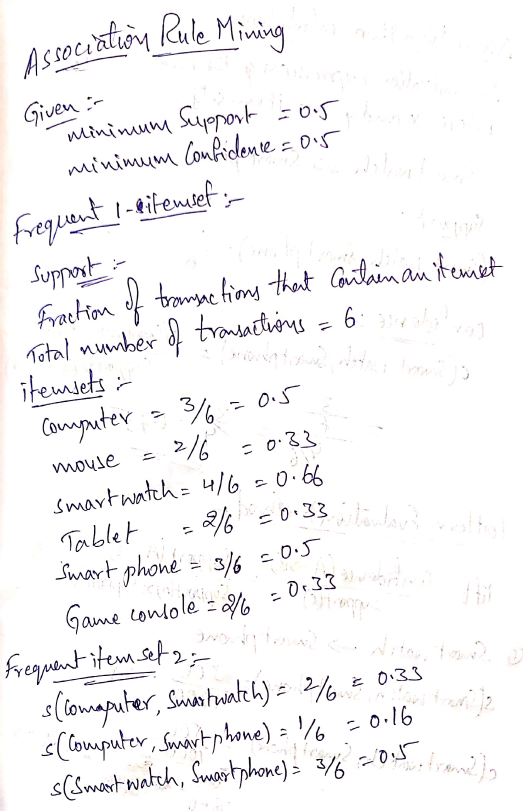 Association Rule Mining
Given :-
minimum Support = 0.5
minimum Confidence = 0.5
Frequent 1-itemset :-
Support :-
Fraction of transactions that Contain an itemset
Total number of transactions = 6
itemsets :-
Computer = 3/6 = 0.5
mouse = 2/6 = 0.33
smartwatch = 4/6 = 0.66
Tablet = 2/6 = 0.33
Smart phone = 3/6 = 0.5
Game console = 2/6 = 0.33
Frequent item set 2 :-
s(Comaputer, Smartwatch) = 2/6 = 0.33
s(Computer, Smartphone) = 1/6 = 0.16
s(Smartwatch, Smartphone) = 3/6 = 0.5